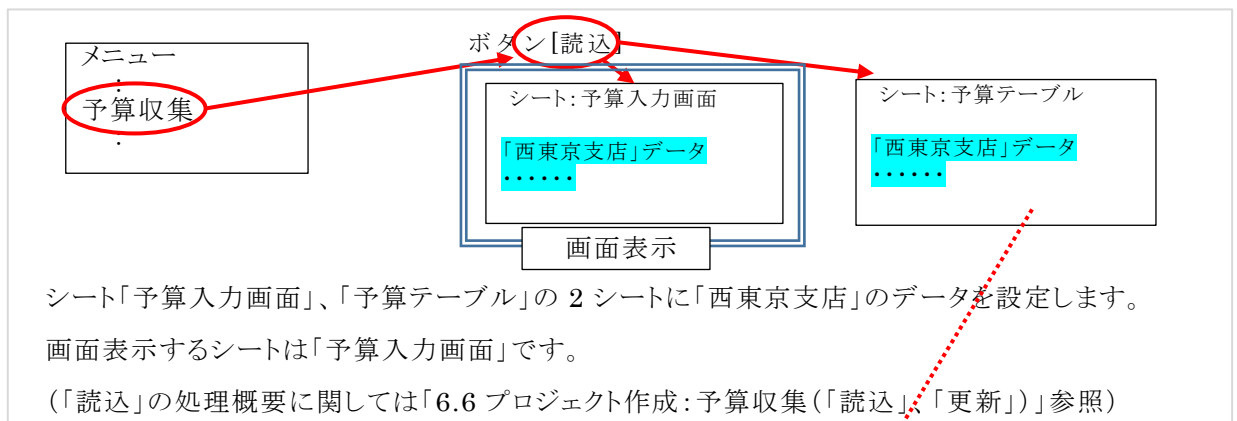 メニュー
・
予算収集
・
ボタン[読込]
シート:予算入力画面
「西東京支店」データ
・・・・・・
画面表示
シート:予算テーブル
「西東京支店」データ
・・・・・・
シート「予算入力画面」、「予算テーブル」の 2 シートに「西東京支店」のデータを設定します。
画面表示するシートは「予算入力画面」です。
(「読込」の処理概要に関しては「6.6 プロジェクト作成:予算収集(「読込」、「更新」)」参照)